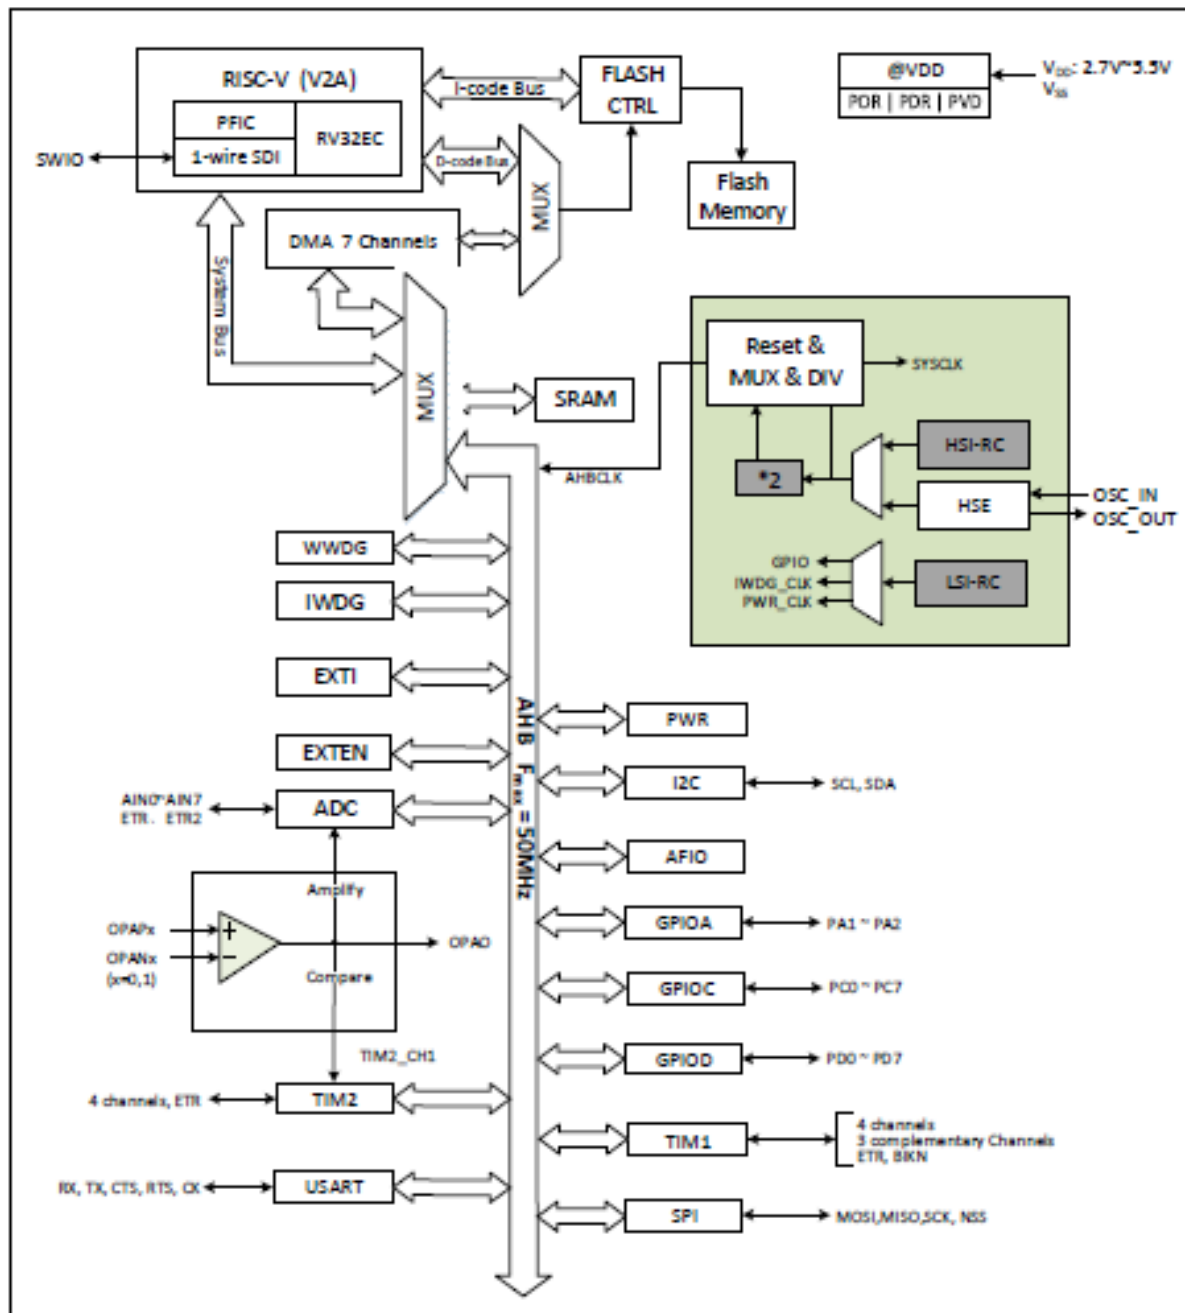 RISC-V (V2A)
PFIC
1-wire SDI
RV32EC
SWIO
I-code Bus
D-code Bus
FLASH
CTRL
Flash
Memory
MUX
@VDD
POR | PDR | PVD
VDD: 2.7V~5.5V
VSS
DMA 7 Channels
System Bus
MUX
SRAM
Reset &
MUX & DIV
SYSCLK
AHBCLK
*2
HSI-RC
HSE
OSC_IN
OSC_OUT
GPIO
IWDG_CLK
PWR_CLK
LSI-RC
WWDG
IWDG
EXTI
EXTEN
AIN0~AIN7
ETR, ETR2
ADC
Amplify
OPAPx
OPANx
(x=0,1)
+
−
OPAO
Compare
TIM2_CH1
4 channels, ETR
TIM2
RX, TX, CTS, RTS, CK
USART
AHB Fmax = 50MHz
PWR
I2C
SCL, SDA
AFIO
GPIOA
PA1 ~ PA2
GPIOC
PC0 ~ PC7
GPIOD
PD0 ~ PD7
TIM1
4 channels
3 complementary Channels
ETR, BIKN
SPI
MOSI,MISO,SCK, NSS